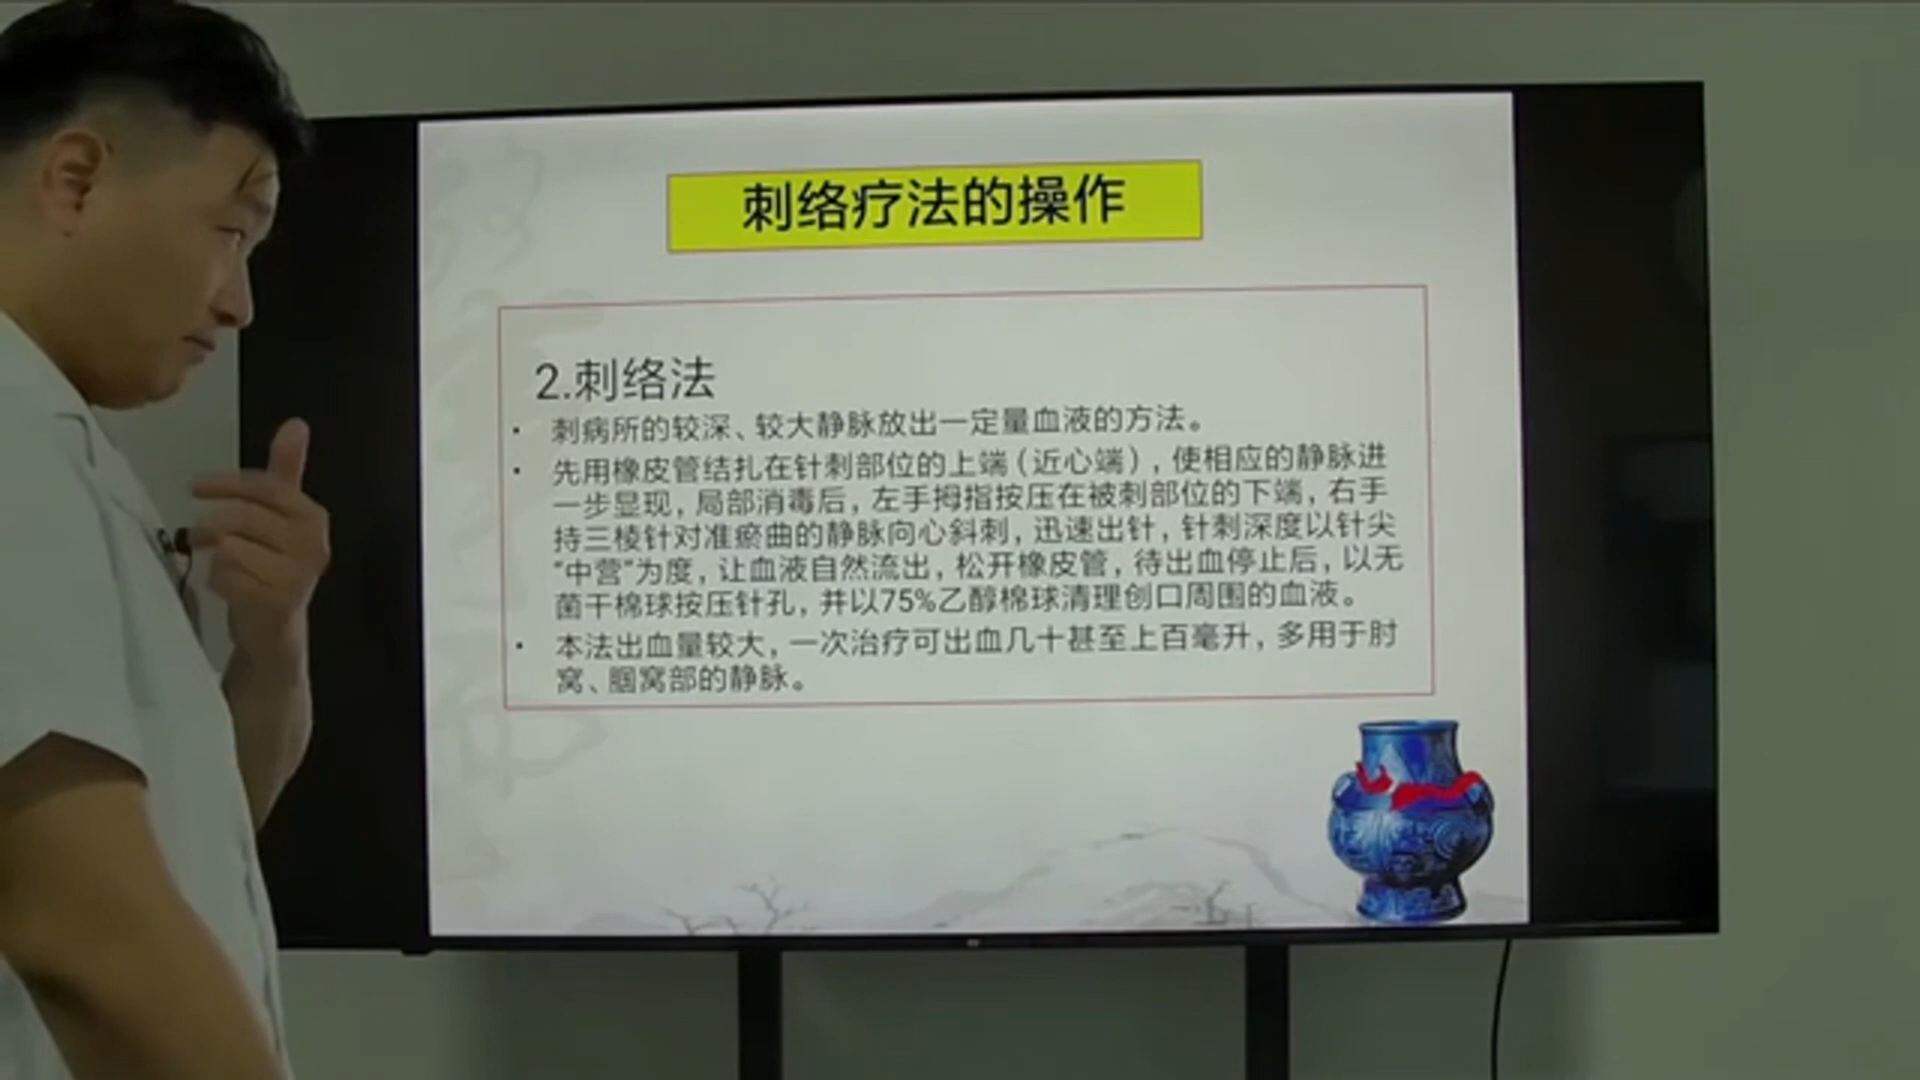 刺络疗法的操作
2.刺络法
• 刺病所的较深、较大静脉放出一定量血液的方法。
• 先用橡皮管结扎在针刺部位的上端（近心端），使相应的静脉进
一步显现，局部消毒后，左手拇指按压在被刺部位的下端，右手
持三棱针对准瘀曲的静脉向心斜刺，迅速出针，针刺深度以针尖
“中营”为度，让血液自然流出，松开橡皮管，待出血停止后，以无
菌干棉球按压针孔，并以75%乙醇棉球清理创口周围的血液。
• 本法出血量较大，一次治疗可出血几十甚至上百毫升，多用于肘
窝、腘窝部的静脉。